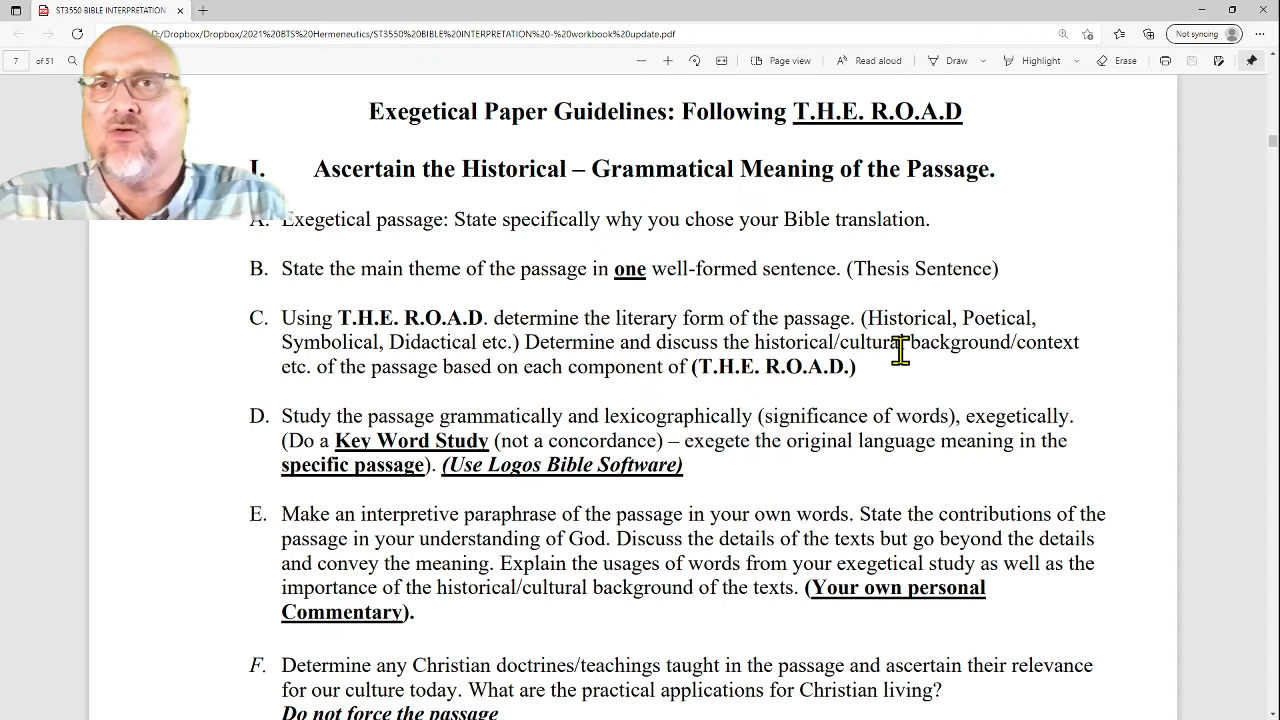 ST3550 BIBLE INTERPRETATION
D:/Dropbox/Dropbox/2021%20BTS%20Hermeneutics/ST3550%20BIBLE%20INTERPRETATION%20-%20workbook%20update.pdf
Not syncing
7 of 51
Page view
Read aloud
Draw
Highlight
Erase
Exegetical Paper Guidelines: Following T.H.E. R.O.A.D
I. Ascertain the Historical – Grammatical Meaning of the Passage.
A. Exegetical passage: State specifically why you chose your Bible translation.
B. State the main theme of the passage in one well-formed sentence. (Thesis Sentence)
C. Using T.H.E. R.O.A.D. determine the literary form of the passage. (Historical, Poetical,
Symbolical, Didactical etc.) Determine and discuss the historical/cultural background/context
etc. of the passage based on each component of (T.H.E. R.O.A.D.)
D. Study the passage grammatically and lexicographically (significance of words), exegetically.
(Do a Key Word Study (not a concordance) – exegete the original language meaning in the
specific passage). (Use Logos Bible Software)
E. Make an interpretive paraphrase of the passage in your own words. State the contributions of the
passage in your understanding of God. Discuss the details of the texts but go beyond the details
and convey the meaning. Explain the usages of words from your exegetical study as well as the
importance of the historical/cultural background of the texts. (Your own personal
Commentary).
F. Determine any Christian doctrines/teachings taught in the passage and ascertain their relevance
for our culture today. What are the practical applications for Christian living?
Do not force the passage